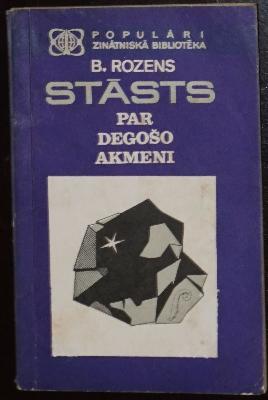 POPULĀRI
ZINĀTNISKĀ BIBLIOTĒKA
B. ROZENS
STĀSTS
PAR
DEGOŠO
AKMENI